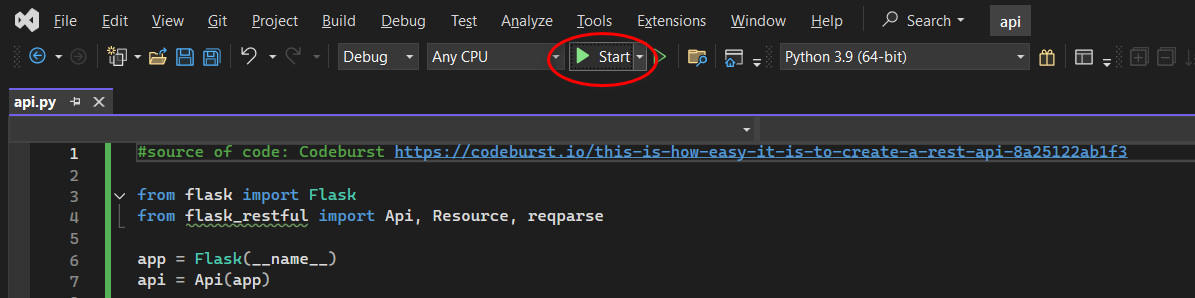 File Edit View Git Project Build Debug Test Analyze Tools Extensions Window Help Search api
Debug Any CPU Start Python 3.9 (64-bit)
api.py
1 #source of code: Codeburst https://codeburst.io/this-is-how-easy-it-is-to-create-a-rest-api-8a25122ab1f3
2
3 from flask import Flask
4 from flask_restful import Api, Resource, reqparse
5
6 app = Flask(__name__)
7 api = Api(app)